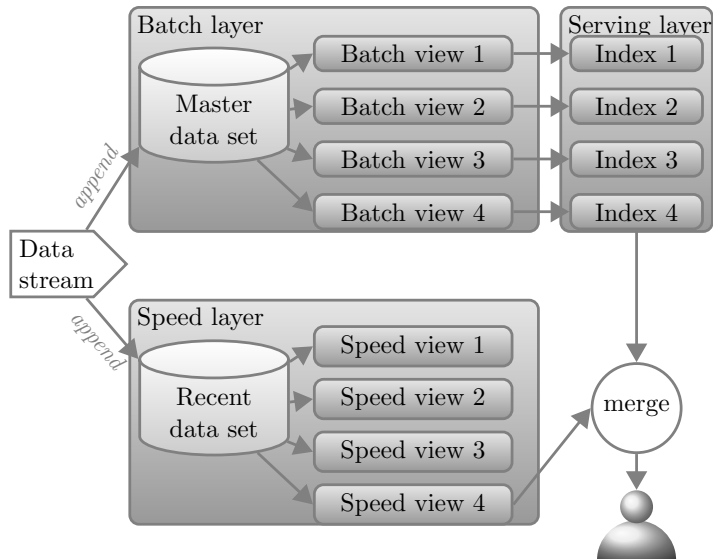 Batch layer
Serving layer
Batch view 1
Index 1
Master
data set
Batch view 2
Index 2
Batch view 3
Index 3
append
Batch view 4
Index 4
Data
stream
append
Speed layer
Speed view 1
Recent
data set
Speed view 2
merge
Speed view 3
Speed view 4